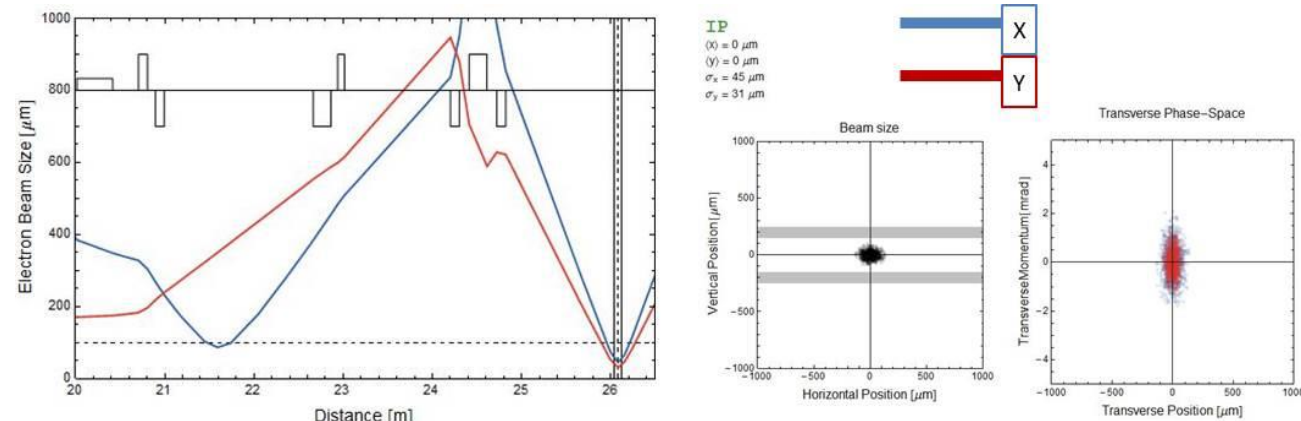 1000
800
600
400
200
0
Electron Beam Size [μm]
20
21
22
23
24
25
26
Distance [m]
IP
⟨x⟩ = 0 μm
⟨y⟩ = 0 μm
σx = 45 μm
σy = 31 μm
X
Y
Beam size
1000
500
0
−500
−1000
Vertical Position [μm]
−1000
−500
0
500
1000
Horizontal Position [μm]
Transverse Phase−Space
4
2
0
−2
−4
TransverseMomentum[mrad]
−1000
−500
0
500
1000
Transverse Position [μm]